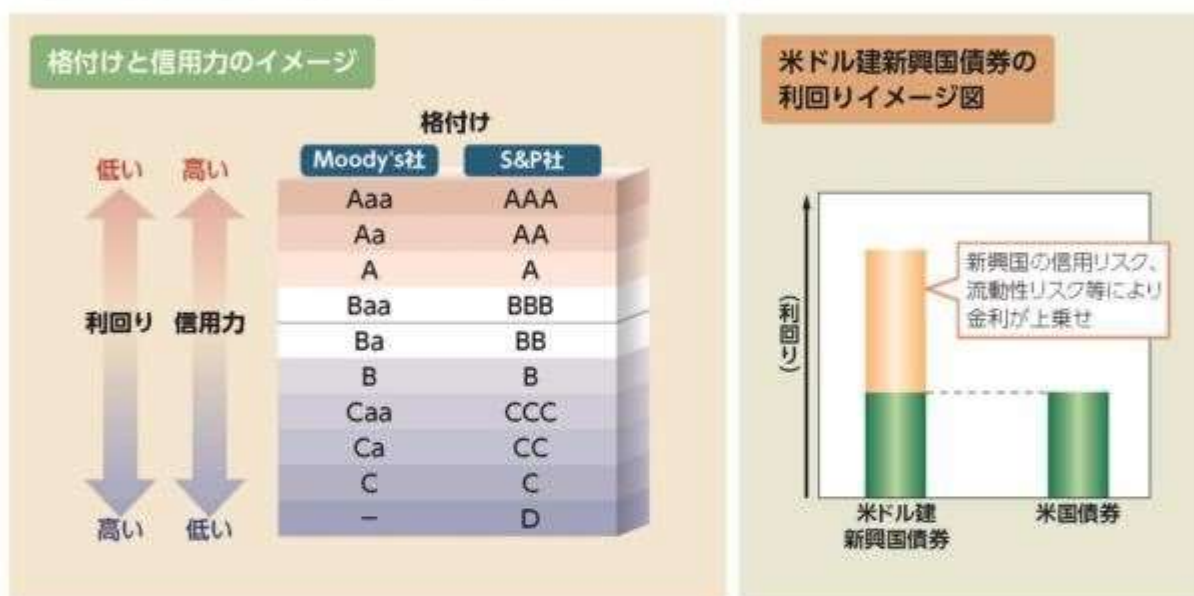 格付けと信用力のイメージ
格付け
低い 高い
Moody's社 S&P社
Aaa AAA
Aa AA
A A
Baa BBB
利回り 信用力
Ba BB
B B
Caa CCC
Ca CC
C C
– D
高い 低い
米ドル建新興国債券の
利回りイメージ図
(利回り)
新興国の信用リスク、
流動性リスク等により
金利が上乗せ
米ドル建
新興国債券
米国債券